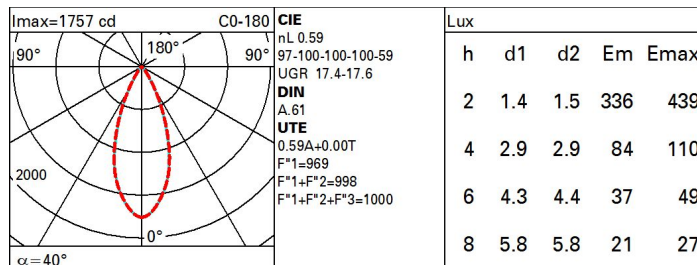 Imax=1757 cd C0-180
90° 180° 90°
2000
0°
α=40°
CIE
nL 0.59
97-100-100-100-59
UGR 17.4-17.6
DIN
A.61
UTE
0.59A+0.00T
F"1=969
F"1+F"2=998
F"1+F"2+F"3=1000
Lux
h d1 d2 Em Emax
2 1.4 1.5 336 439
4 2.9 2.9 84 110
6 4.3 4.4 37 49
8 5.8 5.8 21 27